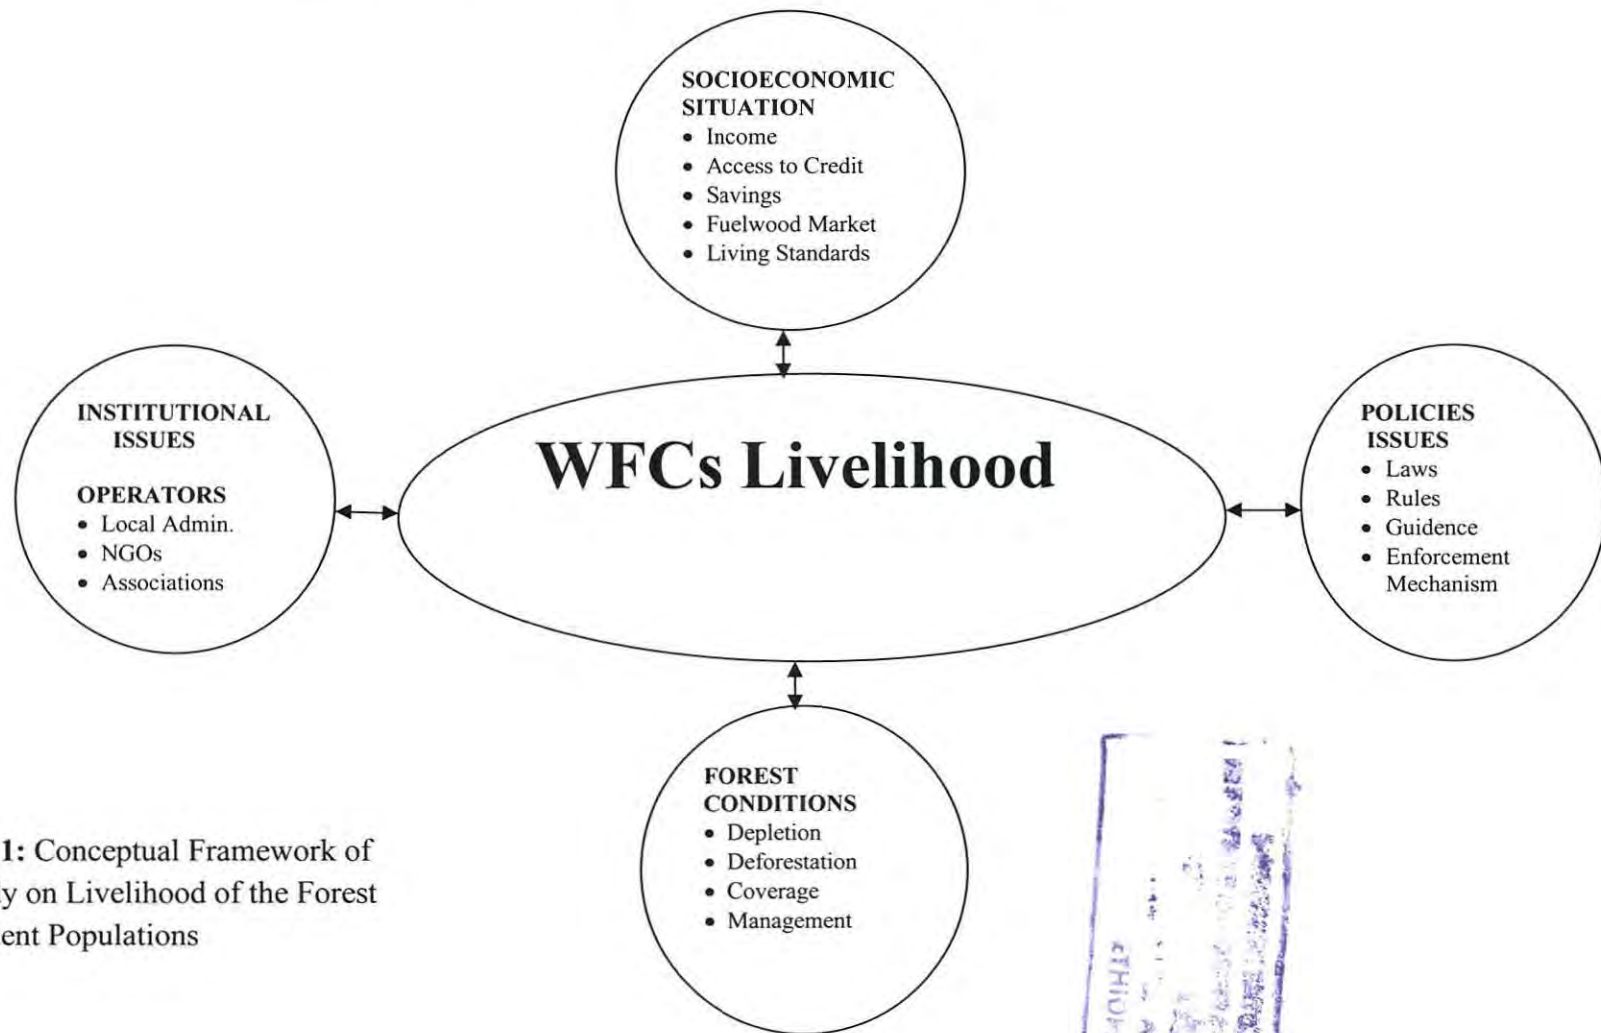 SOCIOECONOMIC
SITUATION
• Income
• Access to Credit
• Savings
• Fuelwood Market
• Living Standards
INSTITUTIONAL
ISSUES
OPERATORS
• Local Admin.
• NGOs
• Associations
WFCs Livelihood
POLICIES
ISSUES
• Laws
• Rules
• Guidence
• Enforcement
Mechanism
FOREST
CONDITIONS
• Depletion
• Deforestation
• Coverage
• Management
1: Conceptual Framework of
y on Livelihood of the Forest
ent Populations